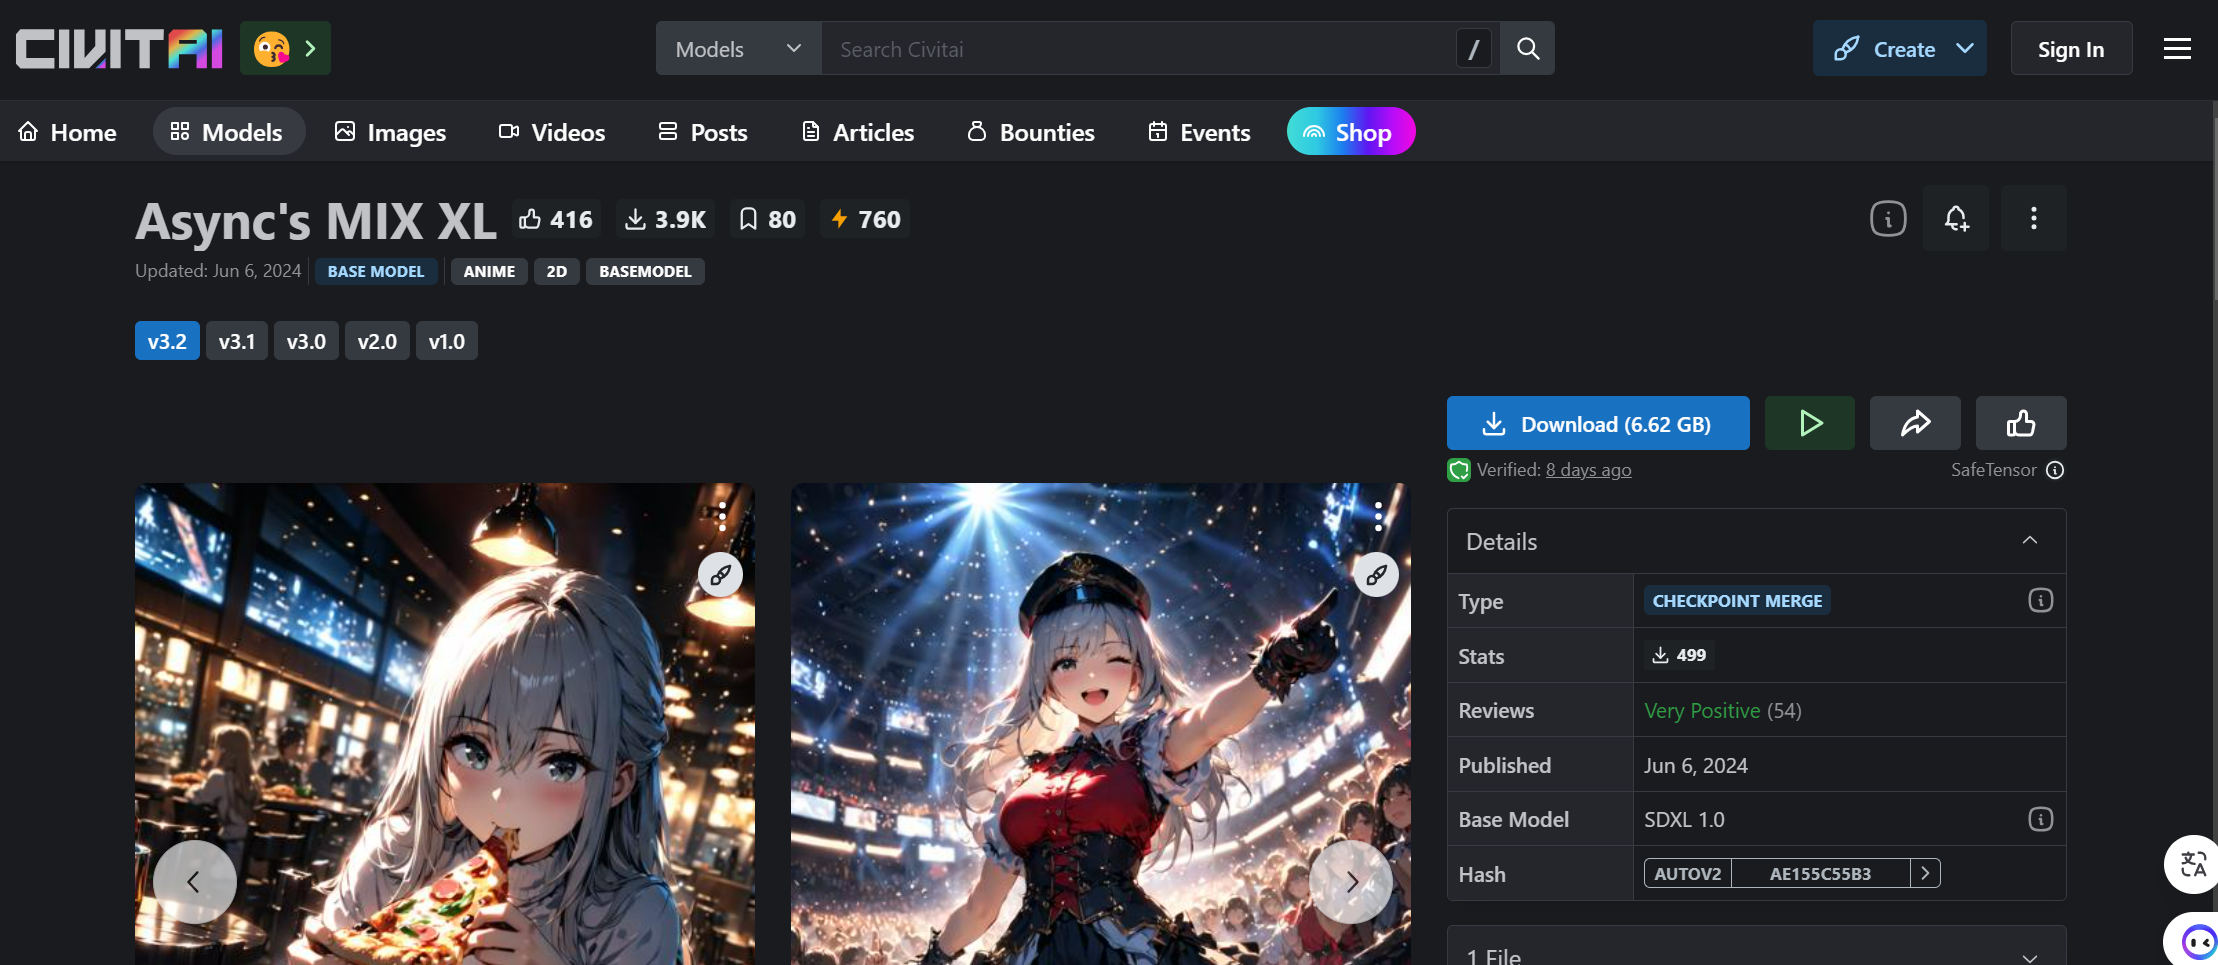 CIVITAI
Models
Search Civitai
/
Create
Sign In
Home
Models
Images
Videos
Posts
Articles
Bounties
Events
Shop
Async's MIX XL
416
3.9K
80
760
Updated: Jun 6, 2024
BASE MODEL
ANIME
2D
BASEMODEL
v3.2
v3.1
v3.0
v2.0
v1.0
Download (6.62 GB)
Verified: 8 days ago
SafeTensor
Details
Type
CHECKPOINT MERGE
Stats
499
Reviews
Very Positive (54)
Published
Jun 6, 2024
Base Model
SDXL 1.0
Hash
AUTOV2
AE155C55B3
1 File